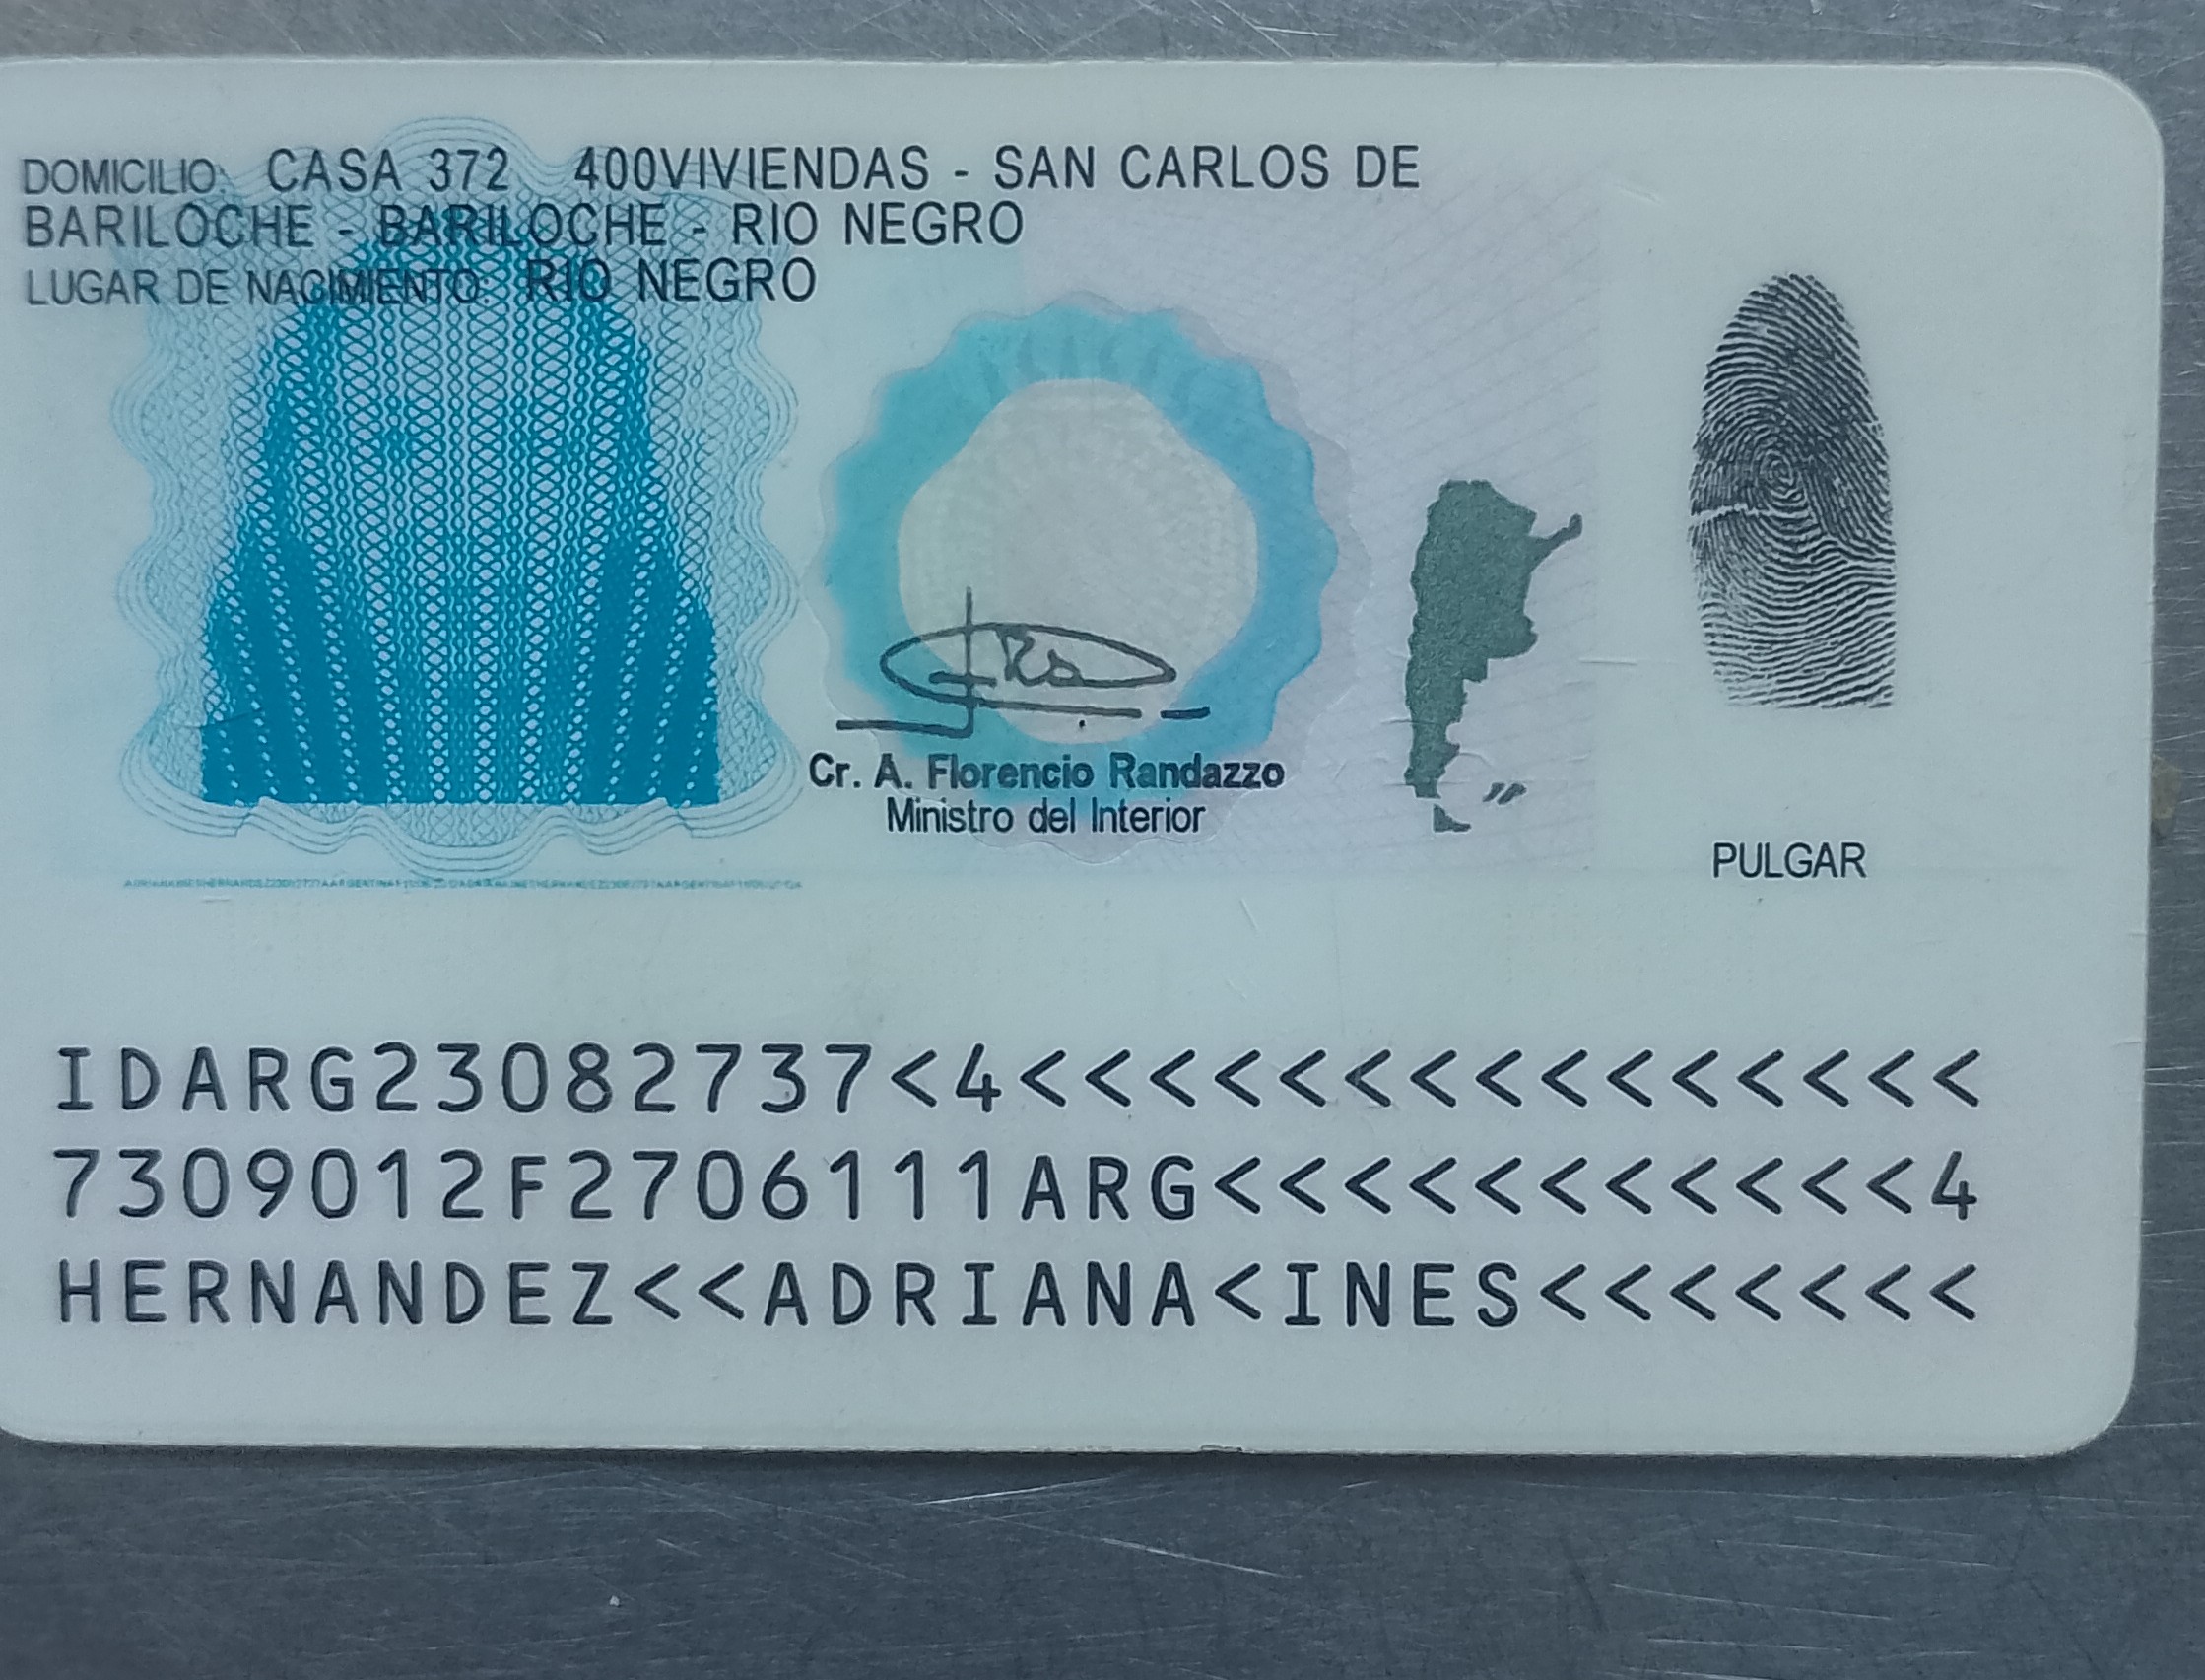 DOMICILIO: CASA 372 400VIVIENDAS - SAN CARLOS DE
BARILOCHE - BARILOCHE - RIO NEGRO
LUGAR DE NACIMIENTO: RIO NEGRO
Cr. A. Florencio Randazzo
Ministro del Interior
PULGAR
IDARG23082737<4<<<<<<<<<<<<<<<
7309012F2706111ARG<<<<<<<<<<<4
HERNANDEZ<<ADRIANA<INES<<<<<<<